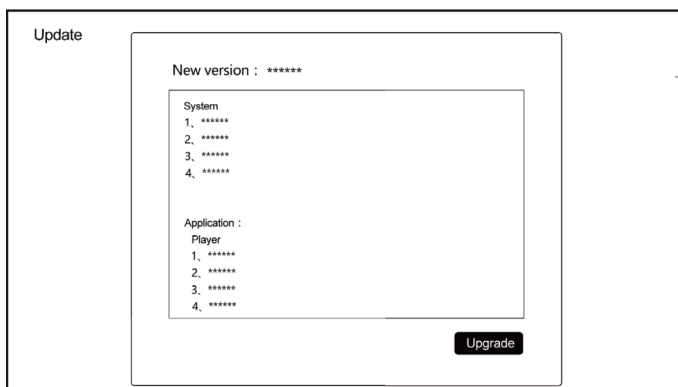 Update
New version： ******
System
1、******
2、******
3、******
4、******
Application：
Player
1、******
2、******
3、******
4、******
Upgrade